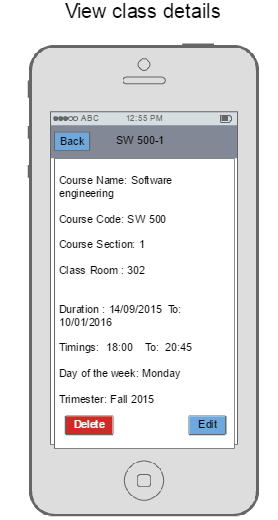 View class details
ABC 12:55 PM
Back SW 500-1
Course Name: Software
engineering
Course Code: SW 500
Course Section: 1
Class Room : 302
Duration : 14/09/2015 To:
10/01/2016
Timings: 18:00 To: 20:45
Day of the week: Monday
Trimester: Fall 2015
Delete Edit